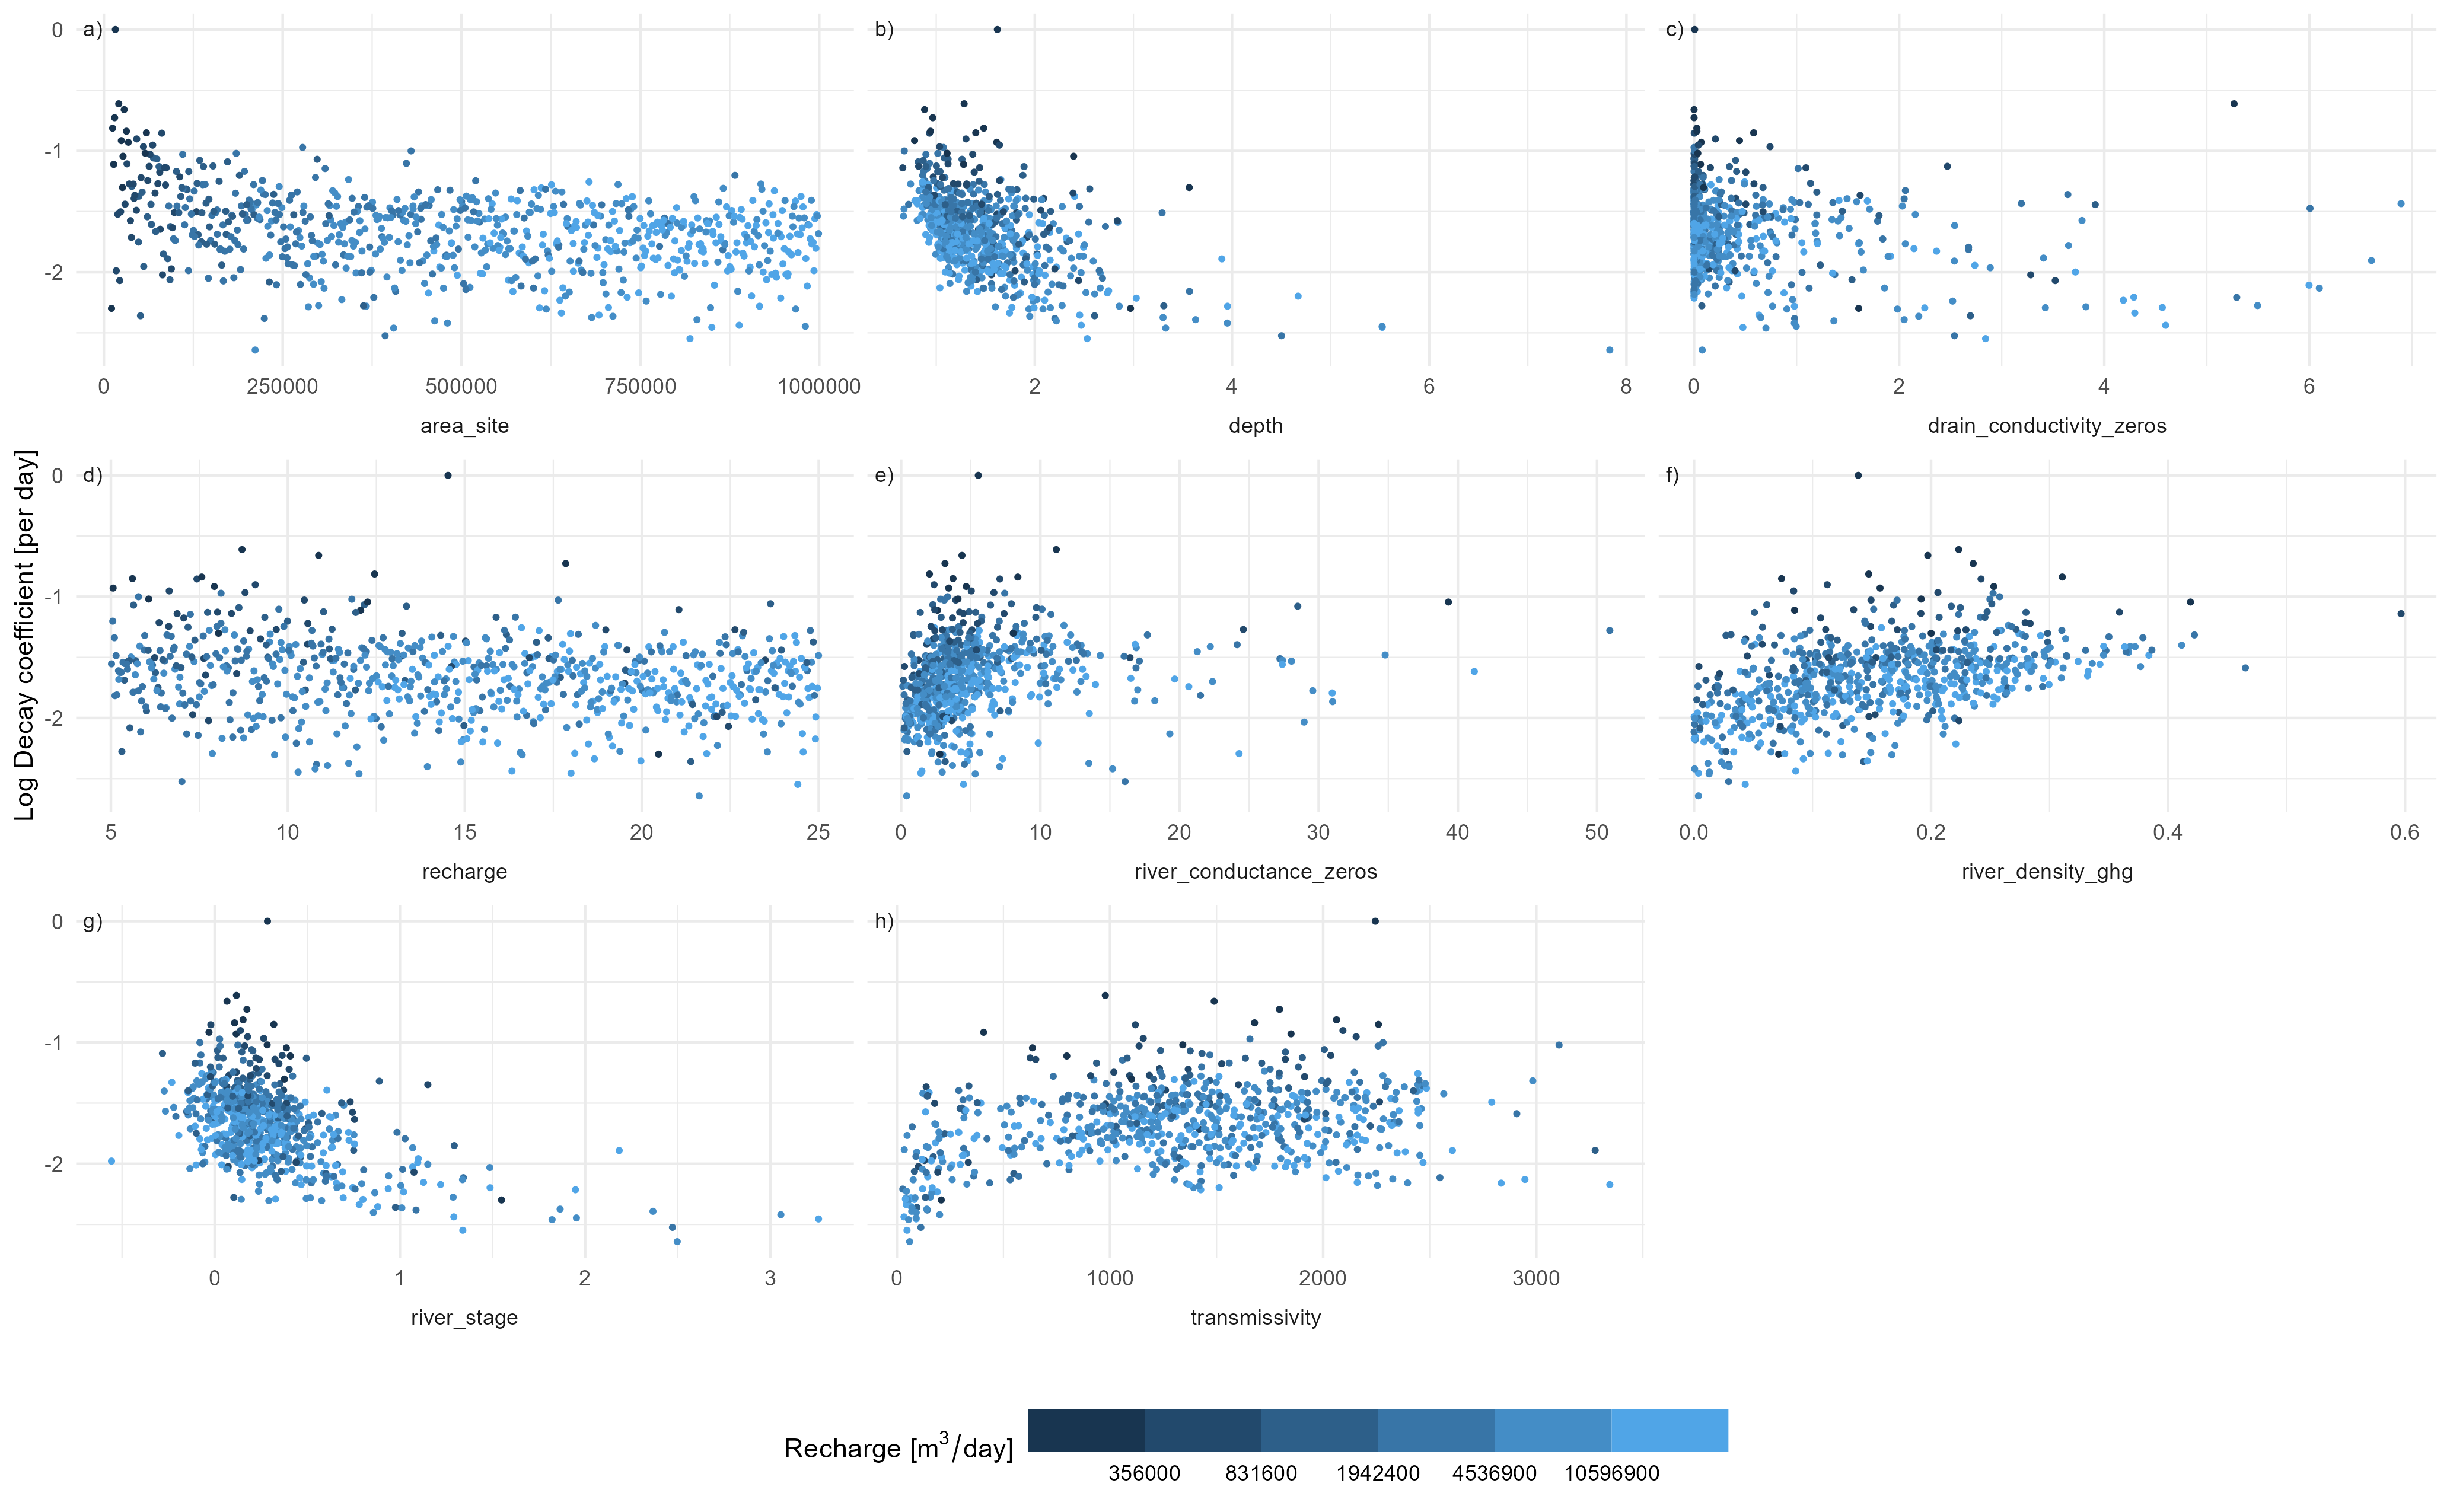 a) b) c)
0
-1
-2
0 250000 500000 750000 1000000 2 4 6 8 0 2 4 6
area_site depth drain_conductivity_zeros
Log Decay coefficient [per day]
d) e) f)
0
-1
-2
5 10 15 20 25 0 10 20 30 40 50 0.0 0.2 0.4 0.6
recharge river_conductance_zeros river_density_ghg
g) h)
0
-1
-2
0 1 2 3 0 1000 2000 3000
river_stage transmissivity
Recharge [m³/day]
356000 831600 1942400 4536900 10596900